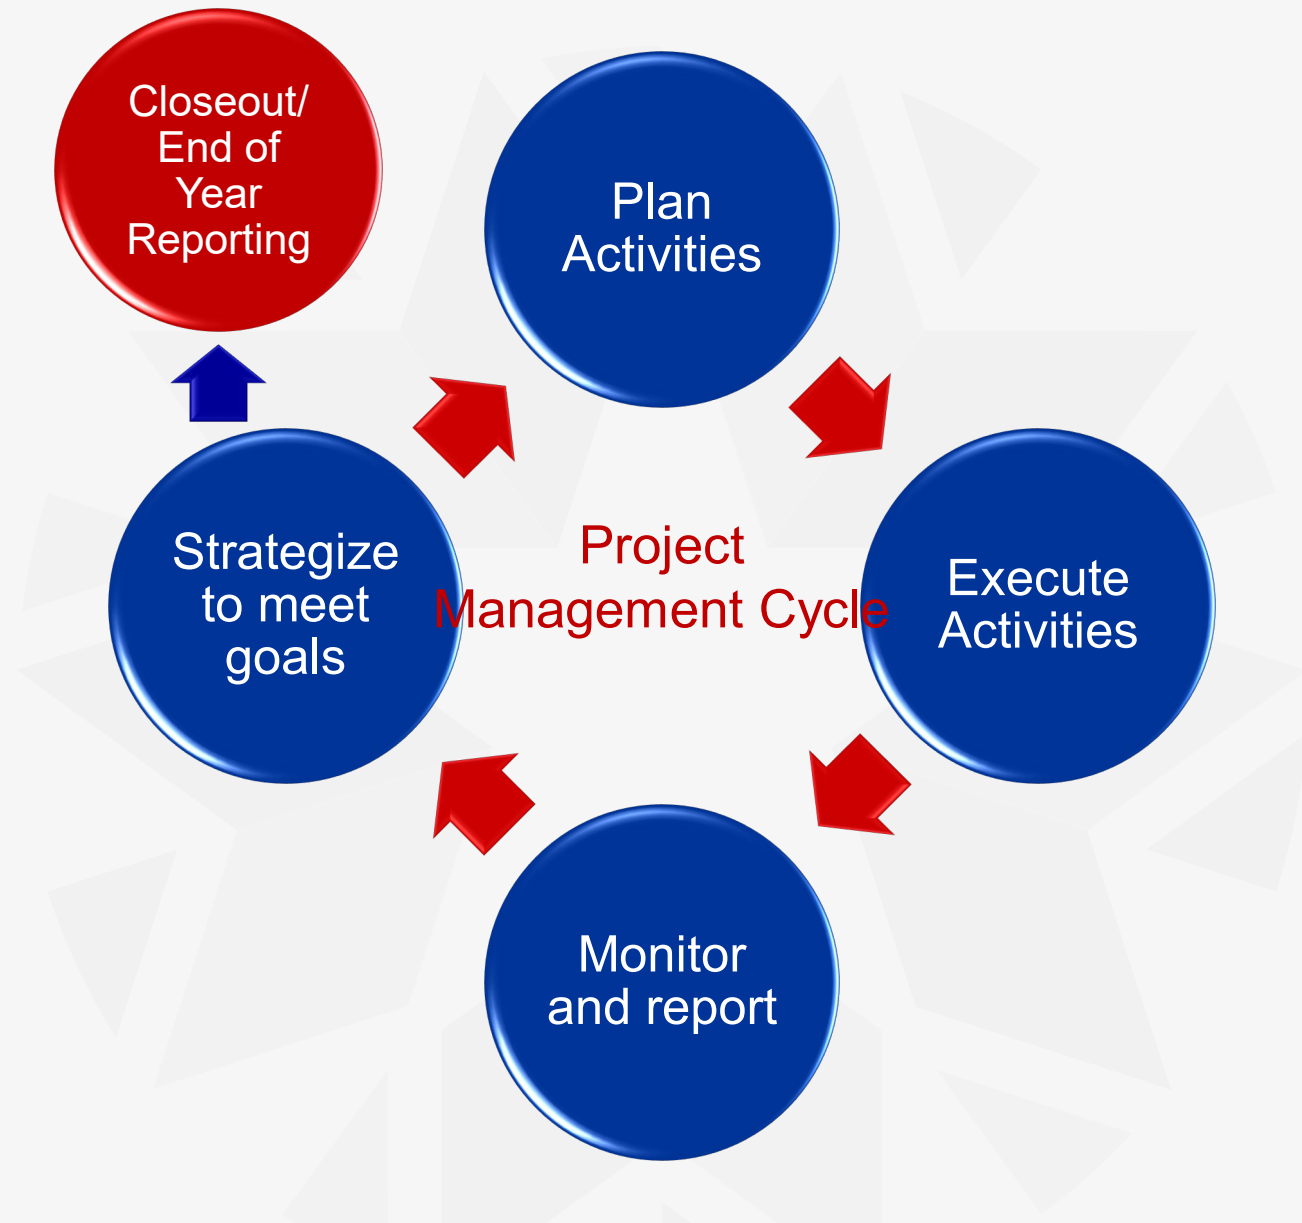 Closeout/
End of
Year
Reporting
Plan
Activities
Strategize
to meet
goals
Project
Management Cycle
Execute
Activities
Monitor
and report